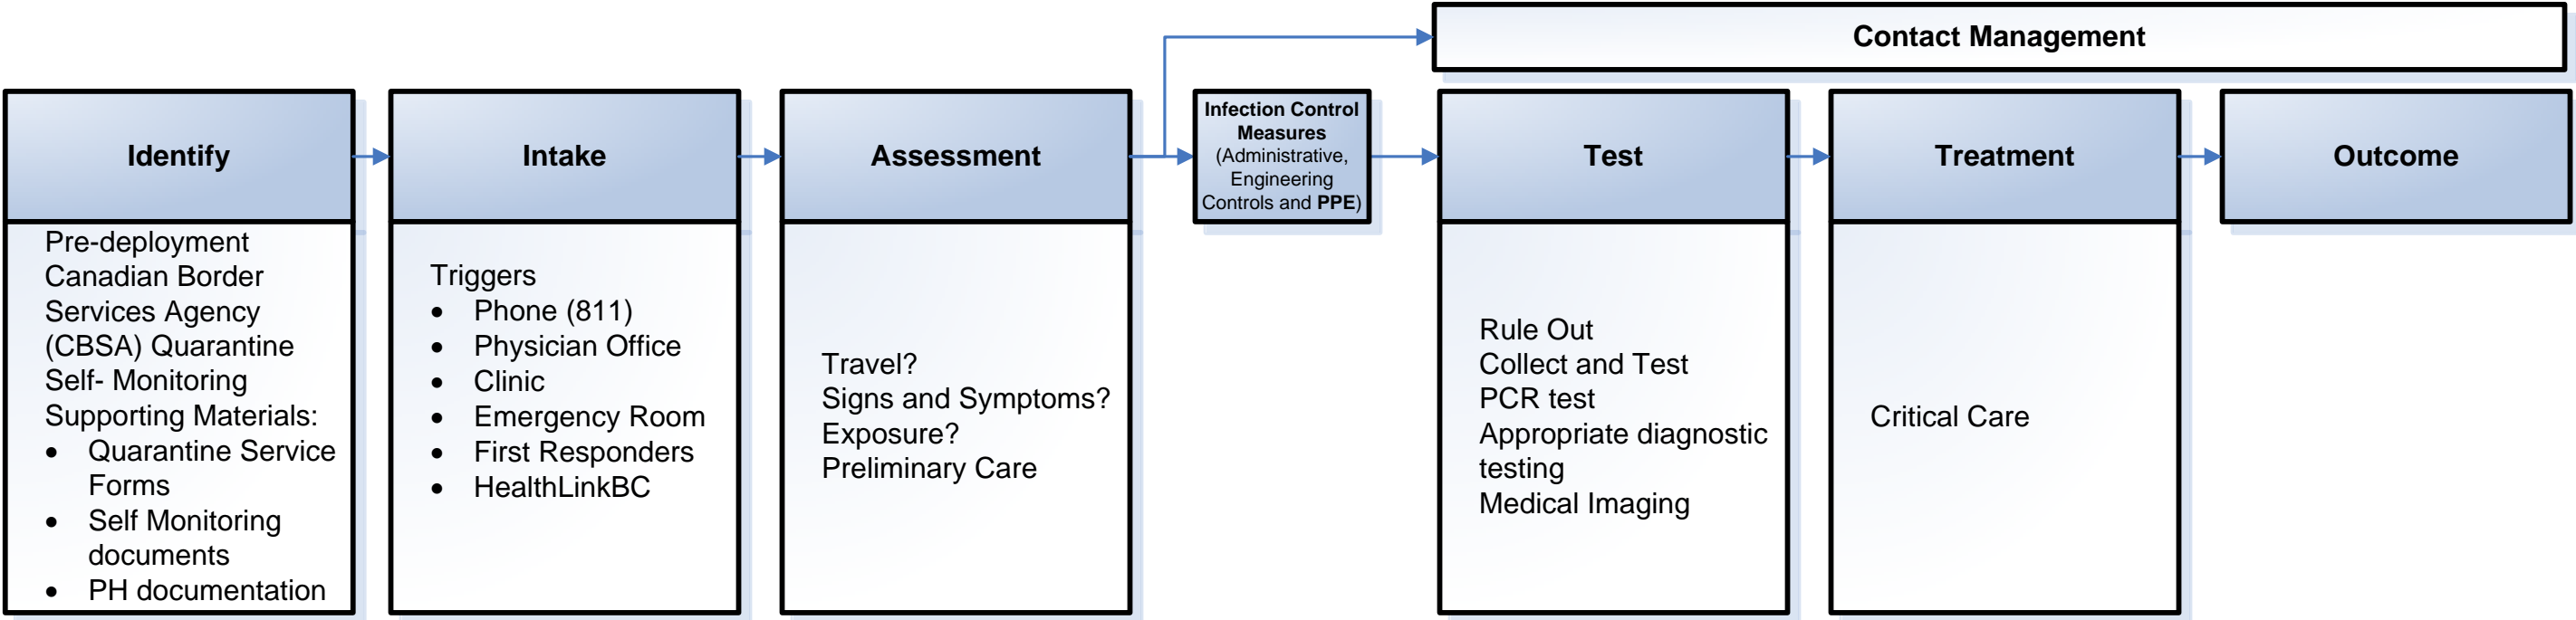 Contact Management
Identify
Pre-deployment
Canadian Border
Services Agency
(CBSA) Quarantine
Self- Monitoring
Supporting Materials:
• Quarantine Service
Forms
• Self Monitoring
documents
• PH documentation
Intake
Triggers
• Phone (811)
• Physician Office
• Clinic
• Emergency Room
• First Responders
• HealthLinkBC
Assessment
Travel?
Signs and Symptoms?
Exposure?
Preliminary Care
Infection Control
Measures
(Administrative,
Engineering
Controls and PPE)
Test
Rule Out
Collect and Test
PCR test
Appropriate diagnostic
testing
Medical Imaging
Treatment
Critical Care
Outcome